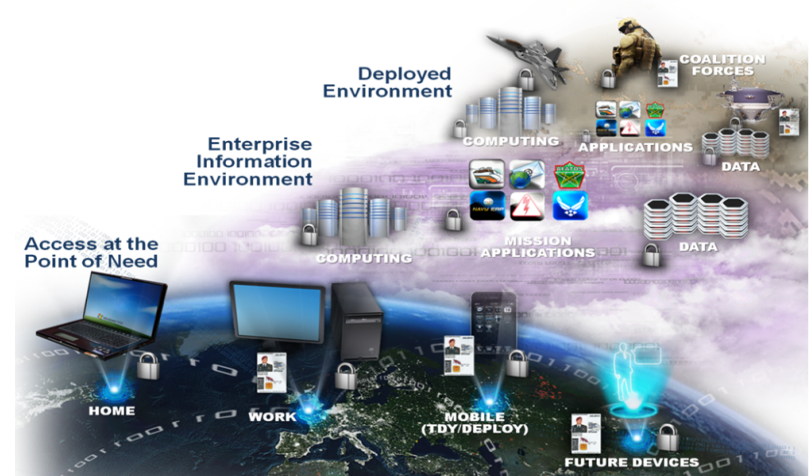 Deployed
Environment
COALITION
FORCES
COMPUTING
APPLICATIONS
DATA
Enterprise
Information
Environment
COMPUTING
MISSION
APPLICATIONS
DATA
Access at the
Point of Need
HOME
WORK
MOBILE
(TDY/DEPLOY)
FUTURE DEVICES